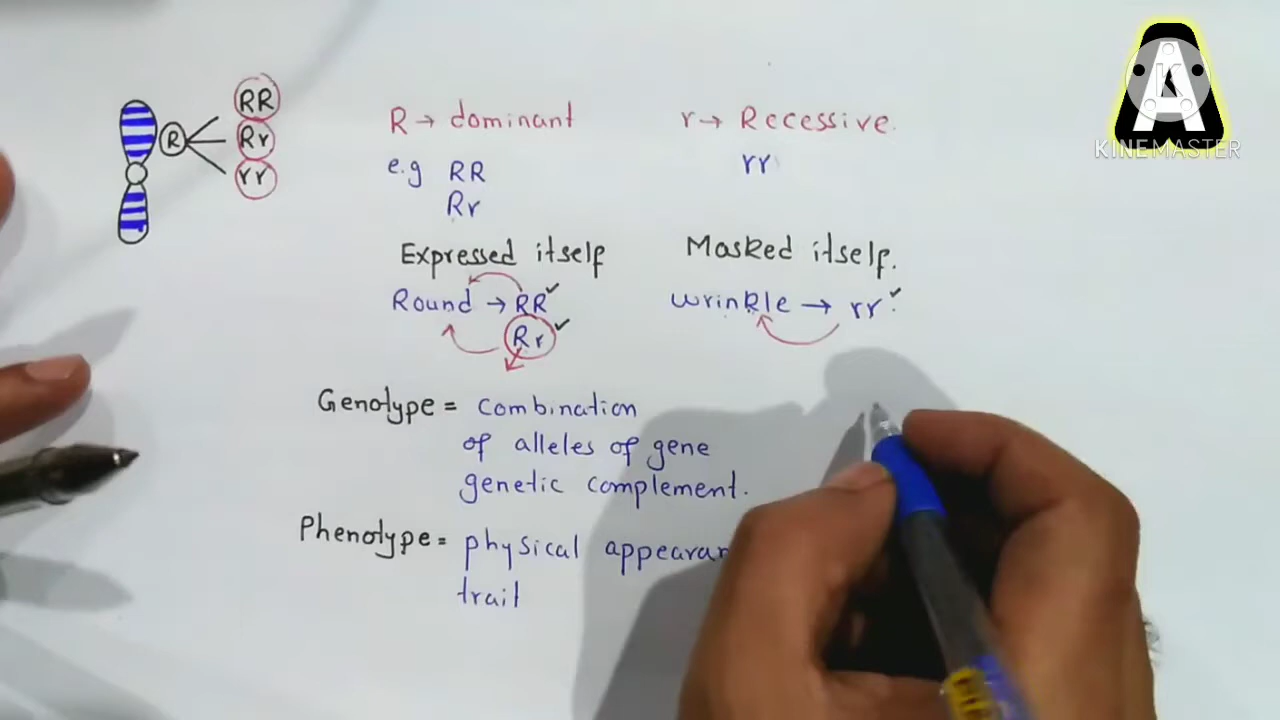 RR
R Rr
rr
R → dominant
e.g RR
Rr
Expressed itself
Round → RR
Rr
r → Recessive.
rr
Masked itself.
wrinkle → rr
Genotype = combination
of alleles of gene
genetic complement.
Phenotype = physical
trait
A
K
KINEMASTER